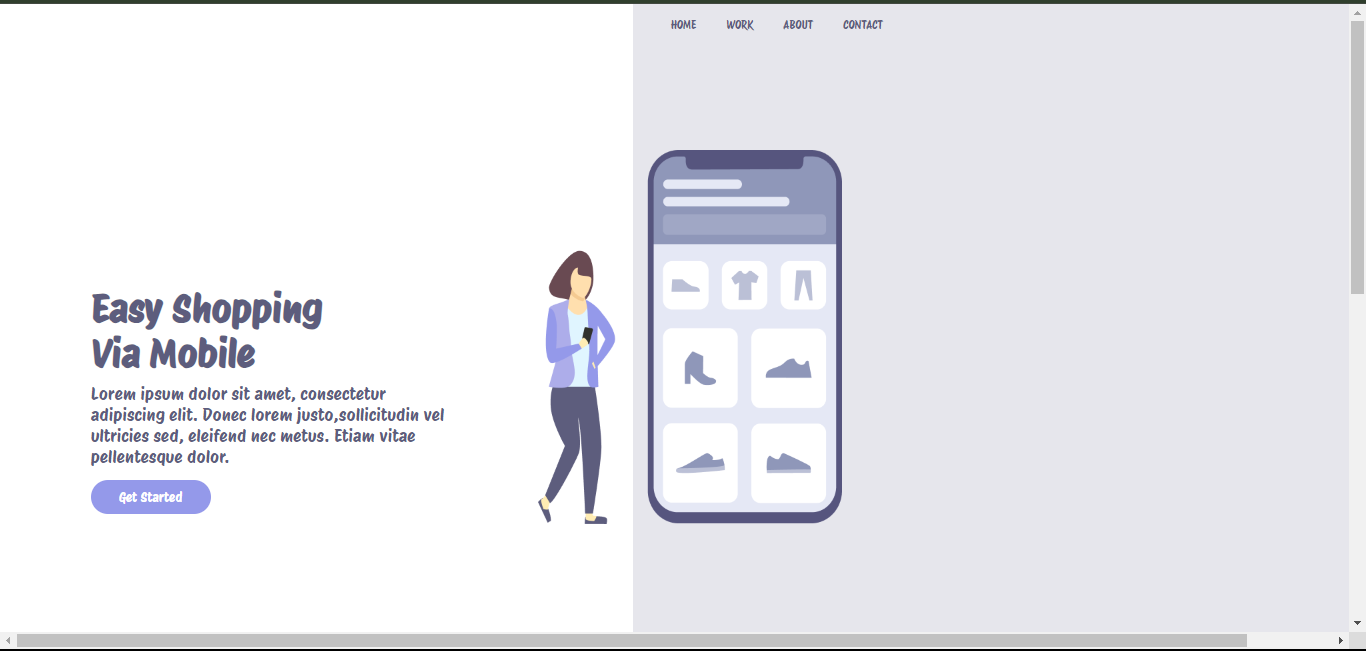 HOME WORK ABOUT CONTACT
Easy Shopping
Via Mobile
Lorem ipsum dolor sit amet, consectetur
adipiscing elit. Donec lorem justo,sollicitudin vel
ultricies sed, eleifend nec metus. Etiam vitae
pellentesque dolor.
Get Started